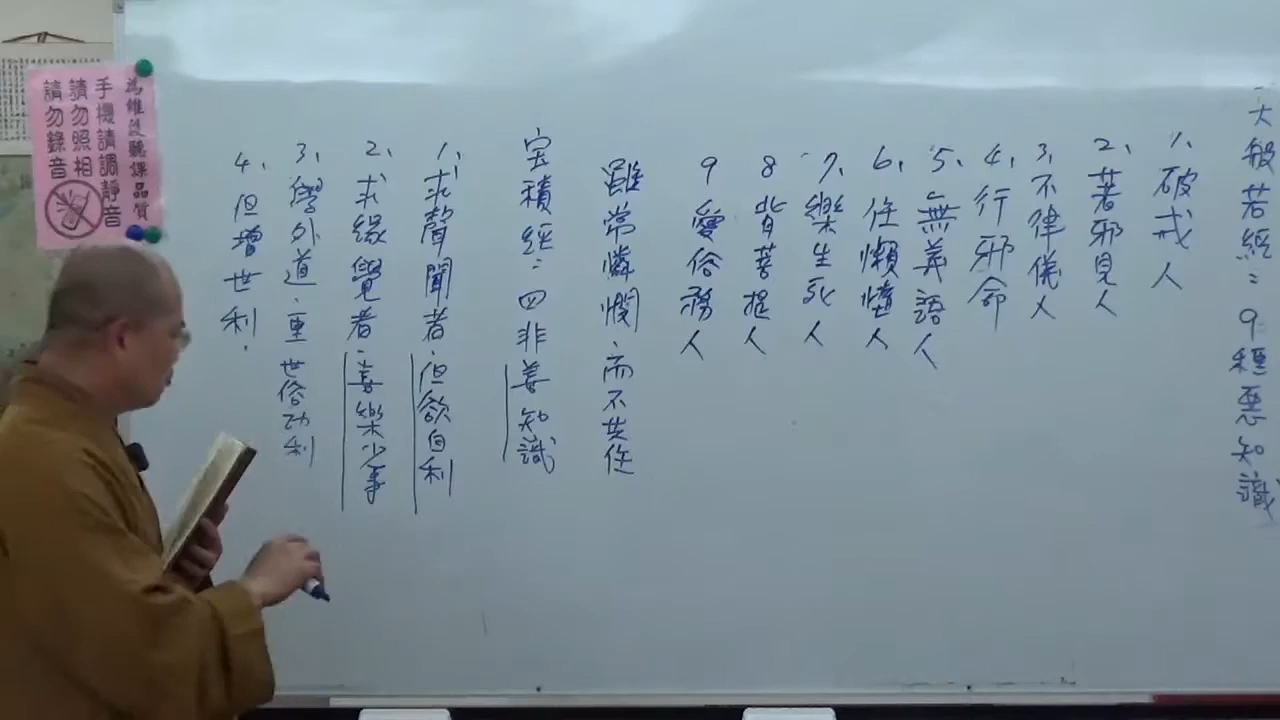 大般若經：9種惡知識
1、破戒人
2、著邪見人
3、不律儀人
4、行邪命
5、無義語人
6、住懶惰人
7、樂生死人
8 背菩提人
9 愛俗務人
雖常憐憫、而不共住
宝積經：四非善知識
1、求聲聞者、但欲自利
2、求緣覺者、喜樂少事
3、學外道、重世俗功利
4、但增世利.
為維護聽課品質
手機請調靜音
請勿照相
請勿錄音